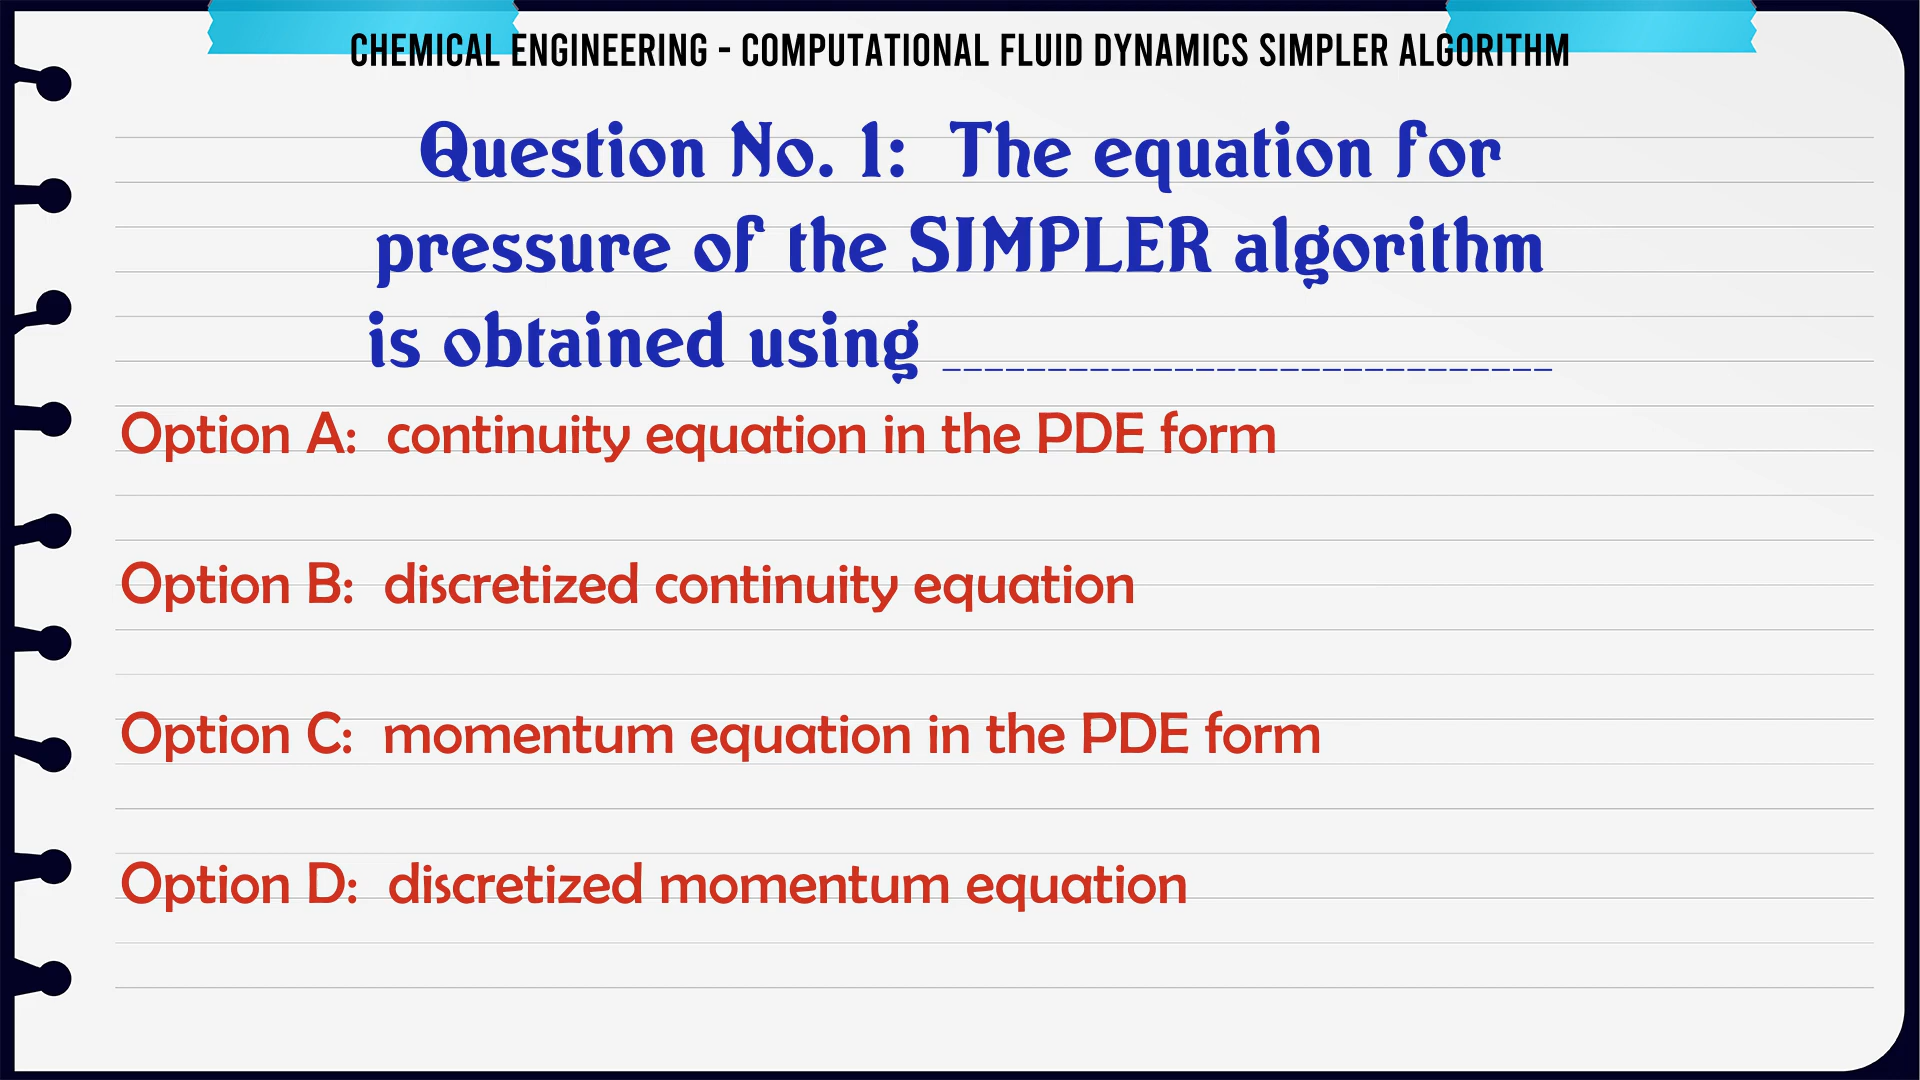 CHEMICAL ENGINEERING - COMPUTATIONAL FLUID DYNAMICS SIMPLER ALGORITHM
Question No. 1: The equation for
pressure of the SIMPLER algorithm
is obtained using _____________________________
Option A: continuity equation in the PDE form
Option B: discretized continuity equation
Option C: momentum equation in the PDE form
Option D: discretized momentum equation